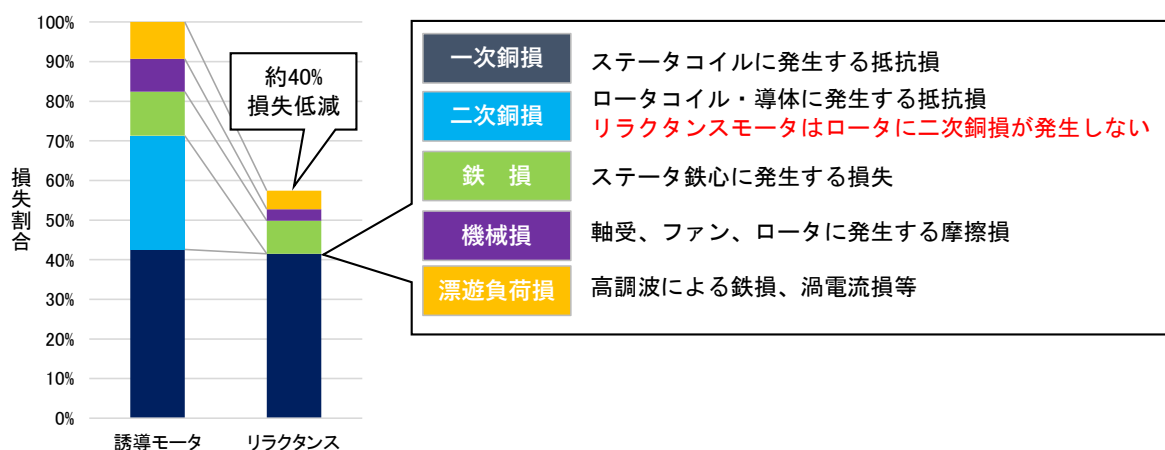 100%
90%
80%
70%
60%
50%
40%
30%
20%
10%
0%
損失割合
誘導モータ
リラクタンス
約40%
損失低減
一次銅損
ステータコイルに発生する抵抗損
二次銅損
ロータコイル・導体に発生する抵抗損
リラクタンスモータはロータに二次銅損が発生しない
鉄　損
ステータ鉄心に発生する損失
機械損
軸受、ファン、ロータに発生する摩擦損
漂遊負荷損
高調波による鉄損、渦電流損等